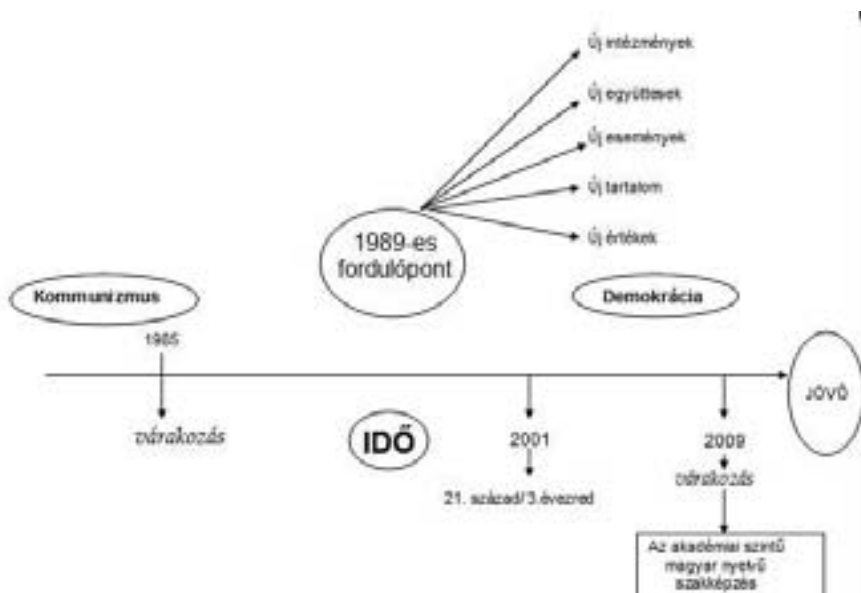 Új intézmények
Új együttesek
Új események
Új tartalom
Új értékek
1989-es
fordulópont
Kommunizmus
Demokrácia
1985
JÖVŐ
várakozás
IDŐ
2001
2009
21. század/ 3.évezred
várakozás
Az akadémiai szintű
magyar nyelvű
szakképzés